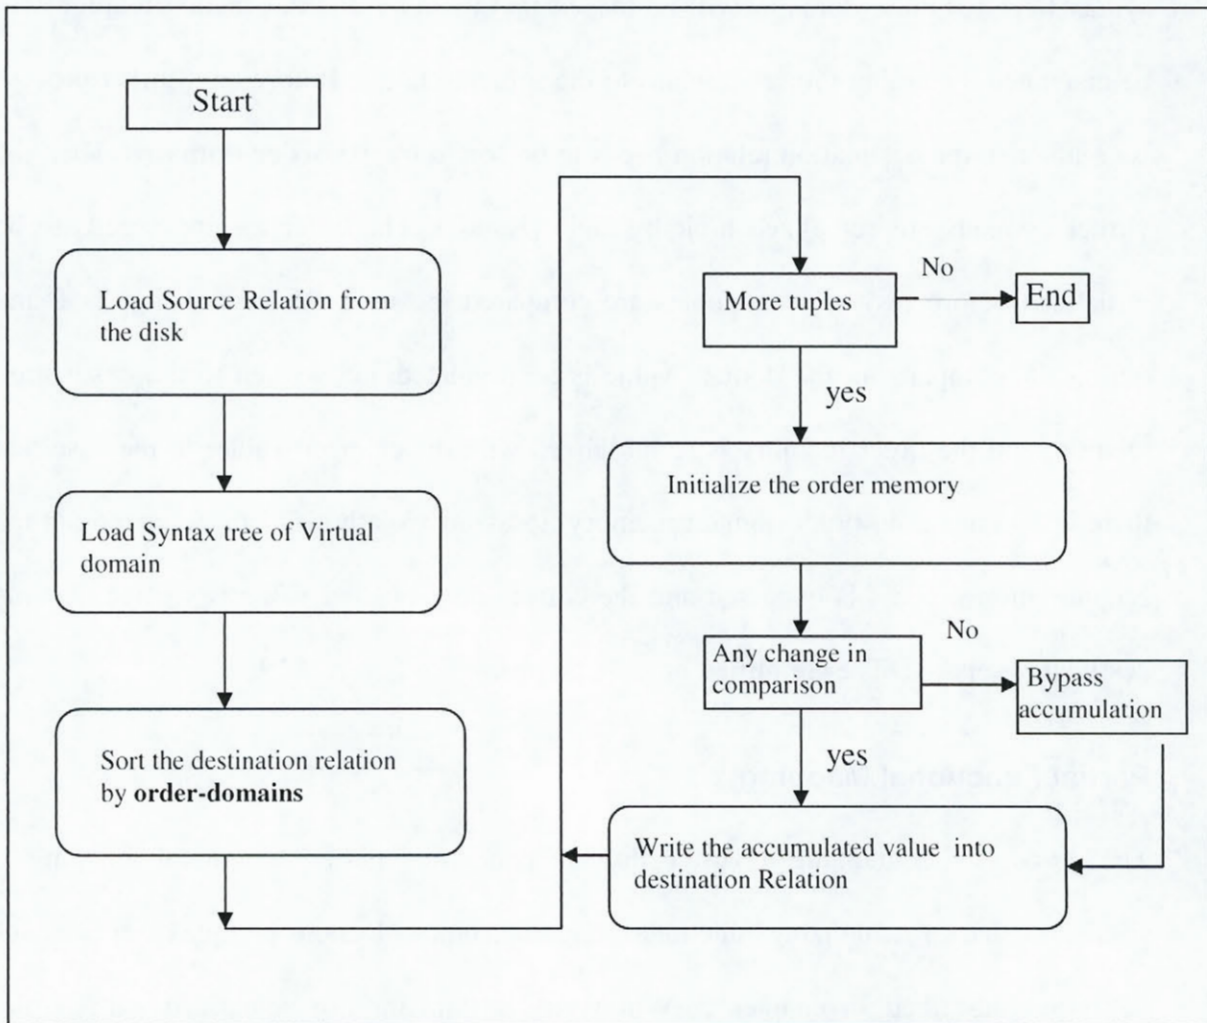 Start
Load Source Relation from
the disk
Load Syntax tree of Virtual
domain
Sort the destination relation
by order-domains
More tuples
No
End
yes
Initialize the order memory
Any change in
comparison
No
Bypass
accumulation
yes
Write the accumulated value into
destination Relation